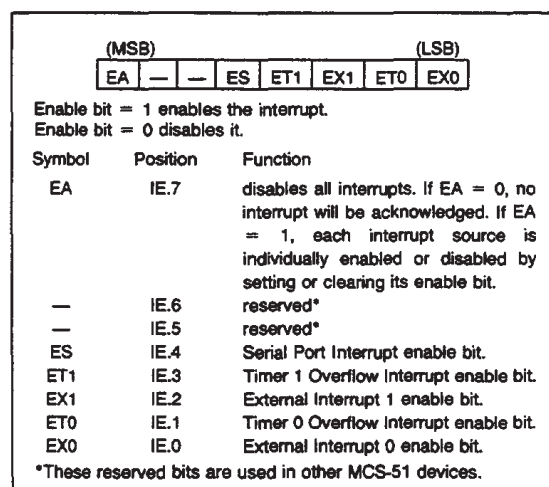 (MSB) (LSB)
EA — — ES ET1 EX1 ET0 EX0
Enable bit = 1 enables the interrupt.
Enable bit = 0 disables it.
Symbol Position Function
EA IE.7 disables all interrupts. If EA = 0, no
interrupt will be acknowledged. If EA
= 1, each interrupt source is
individually enabled or disabled by
setting or clearing its enable bit.
— IE.6 reserved*
— IE.5 reserved*
ES IE.4 Serial Port Interrupt enable bit.
ET1 IE.3 Timer 1 Overflow Interrupt enable bit.
EX1 IE.2 External Interrupt 1 enable bit.
ET0 IE.1 Timer 0 Overflow Interrupt enable bit.
EX0 IE.0 External Interrupt 0 enable bit.
*These reserved bits are used in other MCS-51 devices.